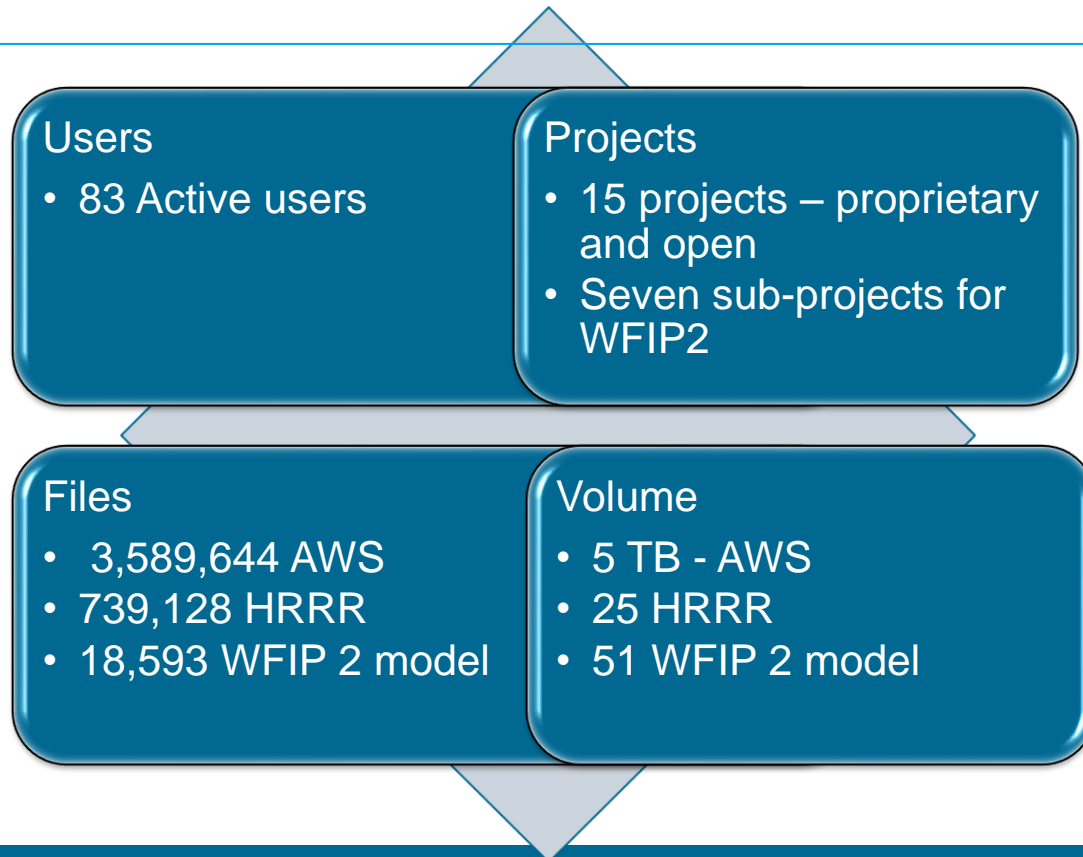 Users
• 83 Active users
Projects
• 15 projects – proprietary
and open
• Seven sub-projects for
WFIP2
Files
• 3,589,644 AWS
• 739,128 HRRR
• 18,593 WFIP 2 model
Volume
• 5 TB - AWS
• 25 HRRR
• 51 WFIP 2 model